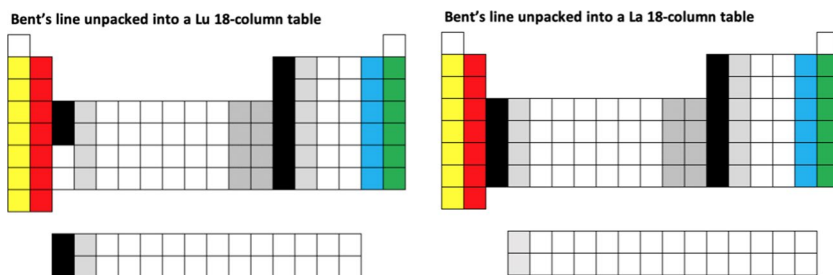 Bent’s line unpacked into a Lu 18-column table
Bent’s line unpacked into a La 18-column table